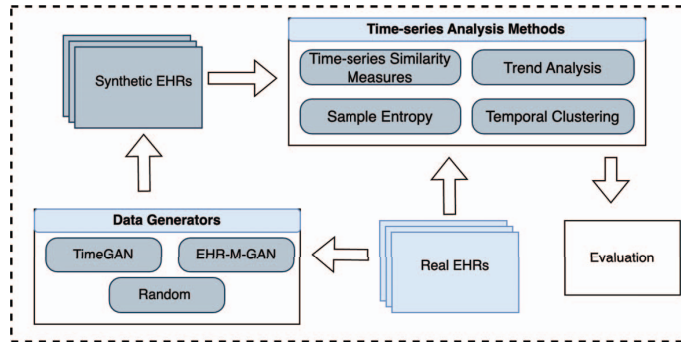 Time-series Analysis Methods
Synthetic EHRs
Time-series Similarity
Measures
Trend Analysis
Sample Entropy
Temporal Clustering
Data Generators
TimeGAN
EHR-M-GAN
Random
Real EHRs
Evaluation